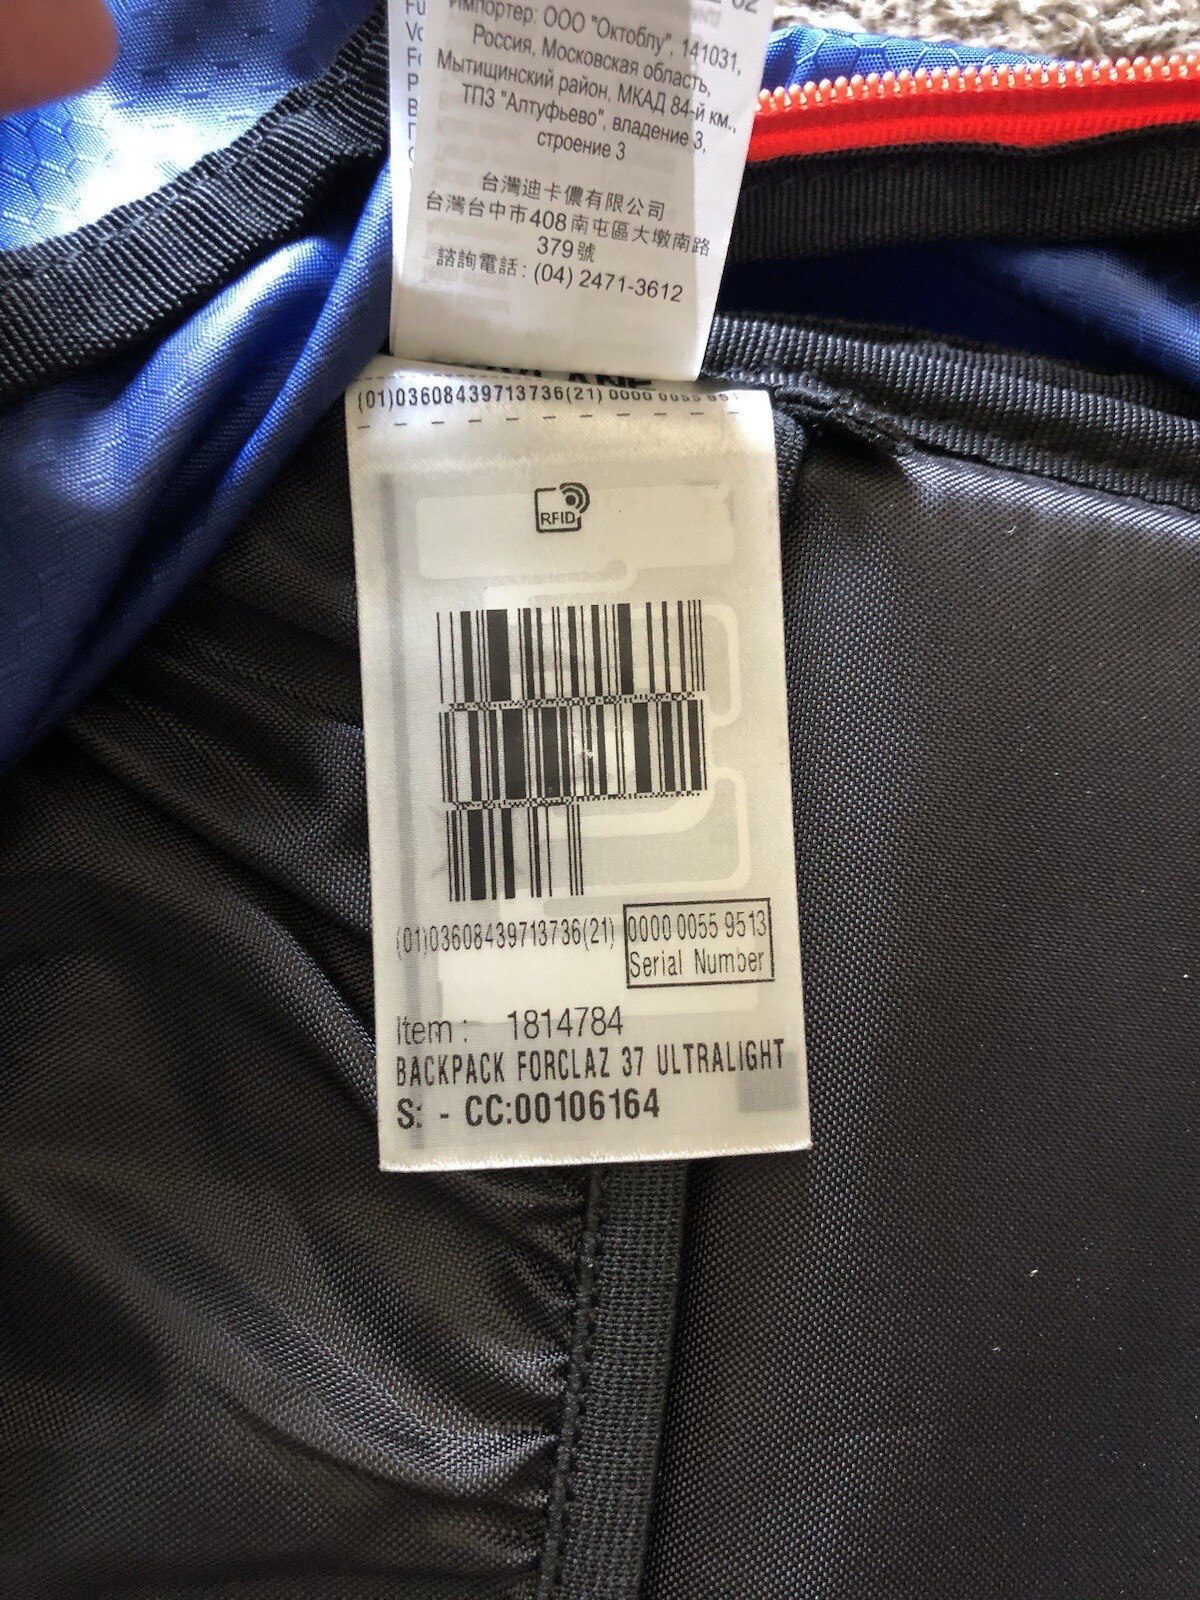 Импортер: ООО "Октоблу", 141031,
Россия, Московская область,
Мытищинский район, МКАД 84-й км.,
ТПЗ "Алтуфьево", владение 3,
строение 3
台灣迪卡儂有限公司
台灣台中市408南屯區大墩南路
379號
諮詢電話: (04) 2471-3612
(01)03608439713736(21) 0000 0055 951
RFID
(01)03608439713736(21) 0000 0055 9513
Serial Number
Item : 1814784
BACKPACK FORCLAZ 37 ULTRALIGHT
S: - CC:00106164